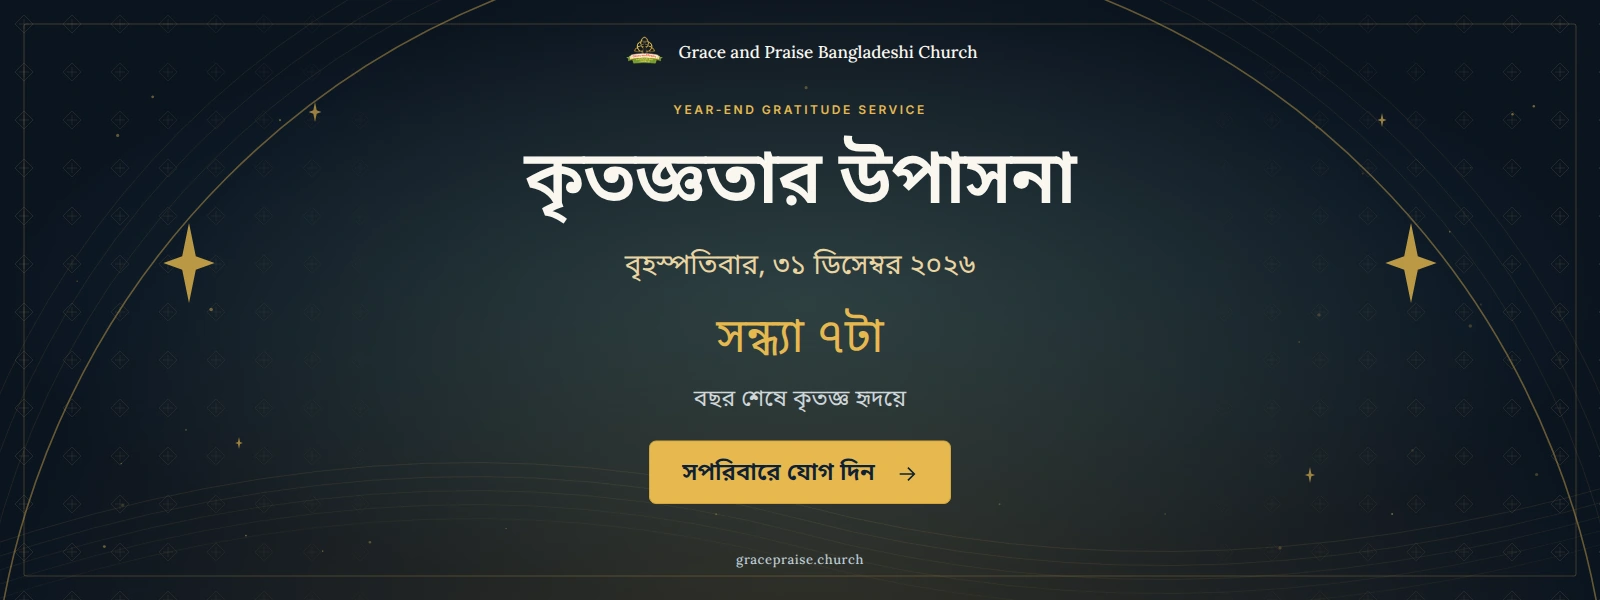 Grace and Praise Bangladeshi Church
YEAR-END GRATITUDE SERVICE
কৃতজ্ঞতার উপাসনা
বৃহস্পতিবার, ৩১ ডিসেম্বর ২০২৬
সন্ধ্যা ৭টা
বছর শেষে কৃতজ্ঞ হৃদয়ে
সপরিবারে যোগ দিন →
gracepraise.church